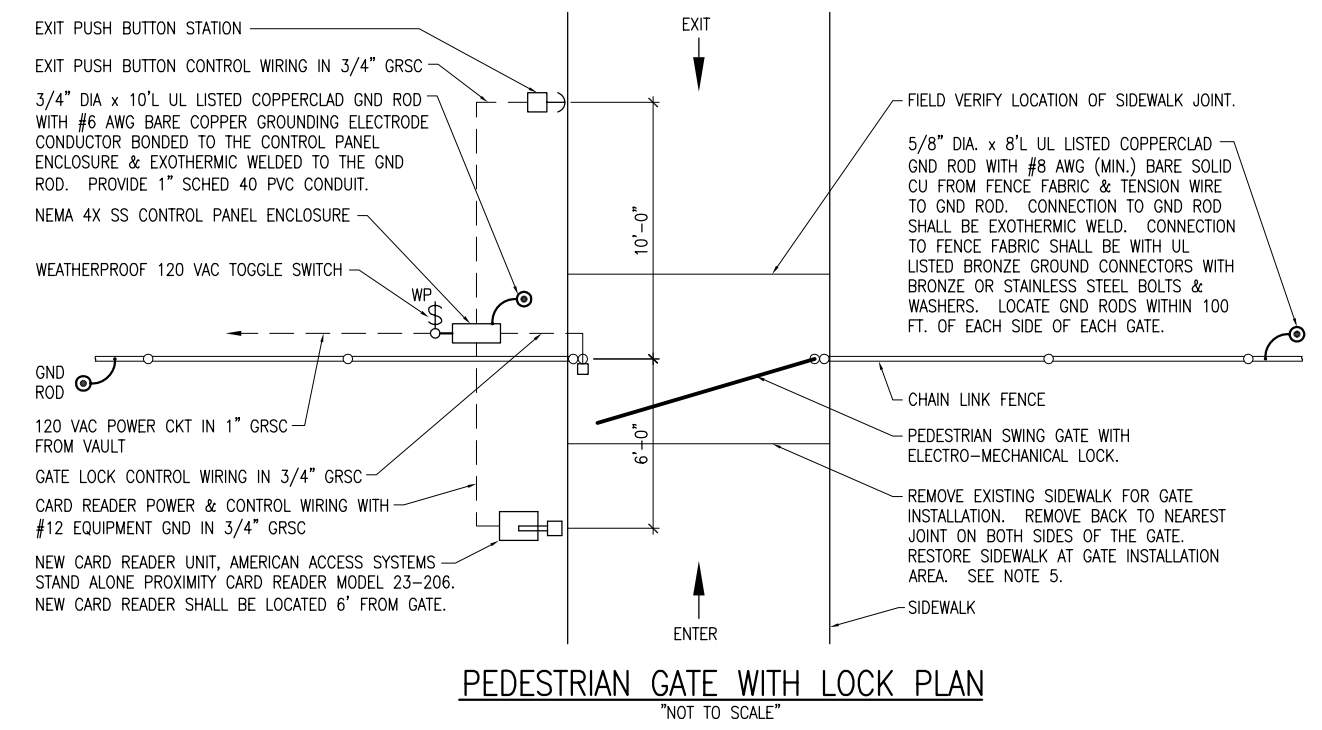 EXIT PUSH BUTTON STATION
EXIT PUSH BUTTON CONTROL WIRING IN 3/4" GRSC
3/4" DIA x 10'L UL LISTED COPPERCLAD GND ROD
WITH #6 AWG BARE COPPER GROUNDING ELECTRODE
CONDUCTOR BONDED TO THE CONTROL PANEL
ENCLOSURE & EXOTHERMIC WELDED TO THE GND
ROD. PROVIDE 1" SCHED 40 PVC CONDUIT.
NEMA 4X SS CONTROL PANEL ENCLOSURE
WEATHERPROOF 120 VAC TOGGLE SWITCH
WP
$
GND
ROD
120 VAC POWER CKT IN 1" GRSC
FROM VAULT
GATE LOCK CONTROL WIRING IN 3/4" GRSC
CARD READER POWER & CONTROL WIRING WITH
#12 EQUIPMENT GND IN 3/4" GRSC
NEW CARD READER UNIT, AMERICAN ACCESS SYSTEMS
STAND ALONE PROXIMITY CARD READER MODEL 23-206.
NEW CARD READER SHALL BE LOCATED 6' FROM GATE.
EXIT
10'-0"
6'-0"
ENTER
FIELD VERIFY LOCATION OF SIDEWALK JOINT.
5/8" DIA. x 8'L UL LISTED COPPERCLAD
GND ROD WITH #8 AWG (MIN.) BARE SOLID
CU FROM FENCE FABRIC & TENSION WIRE
TO GND ROD. CONNECTION TO GND ROD
SHALL BE EXOTHERMIC WELD. CONNECTION
TO FENCE FABRIC SHALL BE WITH UL
LISTED BRONZE GROUND CONNECTORS WITH
BRONZE OR STAINLESS STEEL BOLTS &
WASHERS. LOCATE GND RODS WITHIN 100
FT. OF EACH SIDE OF EACH GATE.
CHAIN LINK FENCE
PEDESTRIAN SWING GATE WITH
ELECTRO-MECHANICAL LOCK.
REMOVE EXISTING SIDEWALK FOR GATE
INSTALLATION. REMOVE BACK TO NEAREST
JOINT ON BOTH SIDES OF THE GATE.
RESTORE SIDEWALK AT GATE INSTALLATION
AREA. SEE NOTE 5.
SIDEWALK
PEDESTRIAN GATE WITH LOCK PLAN
"NOT TO SCALE"